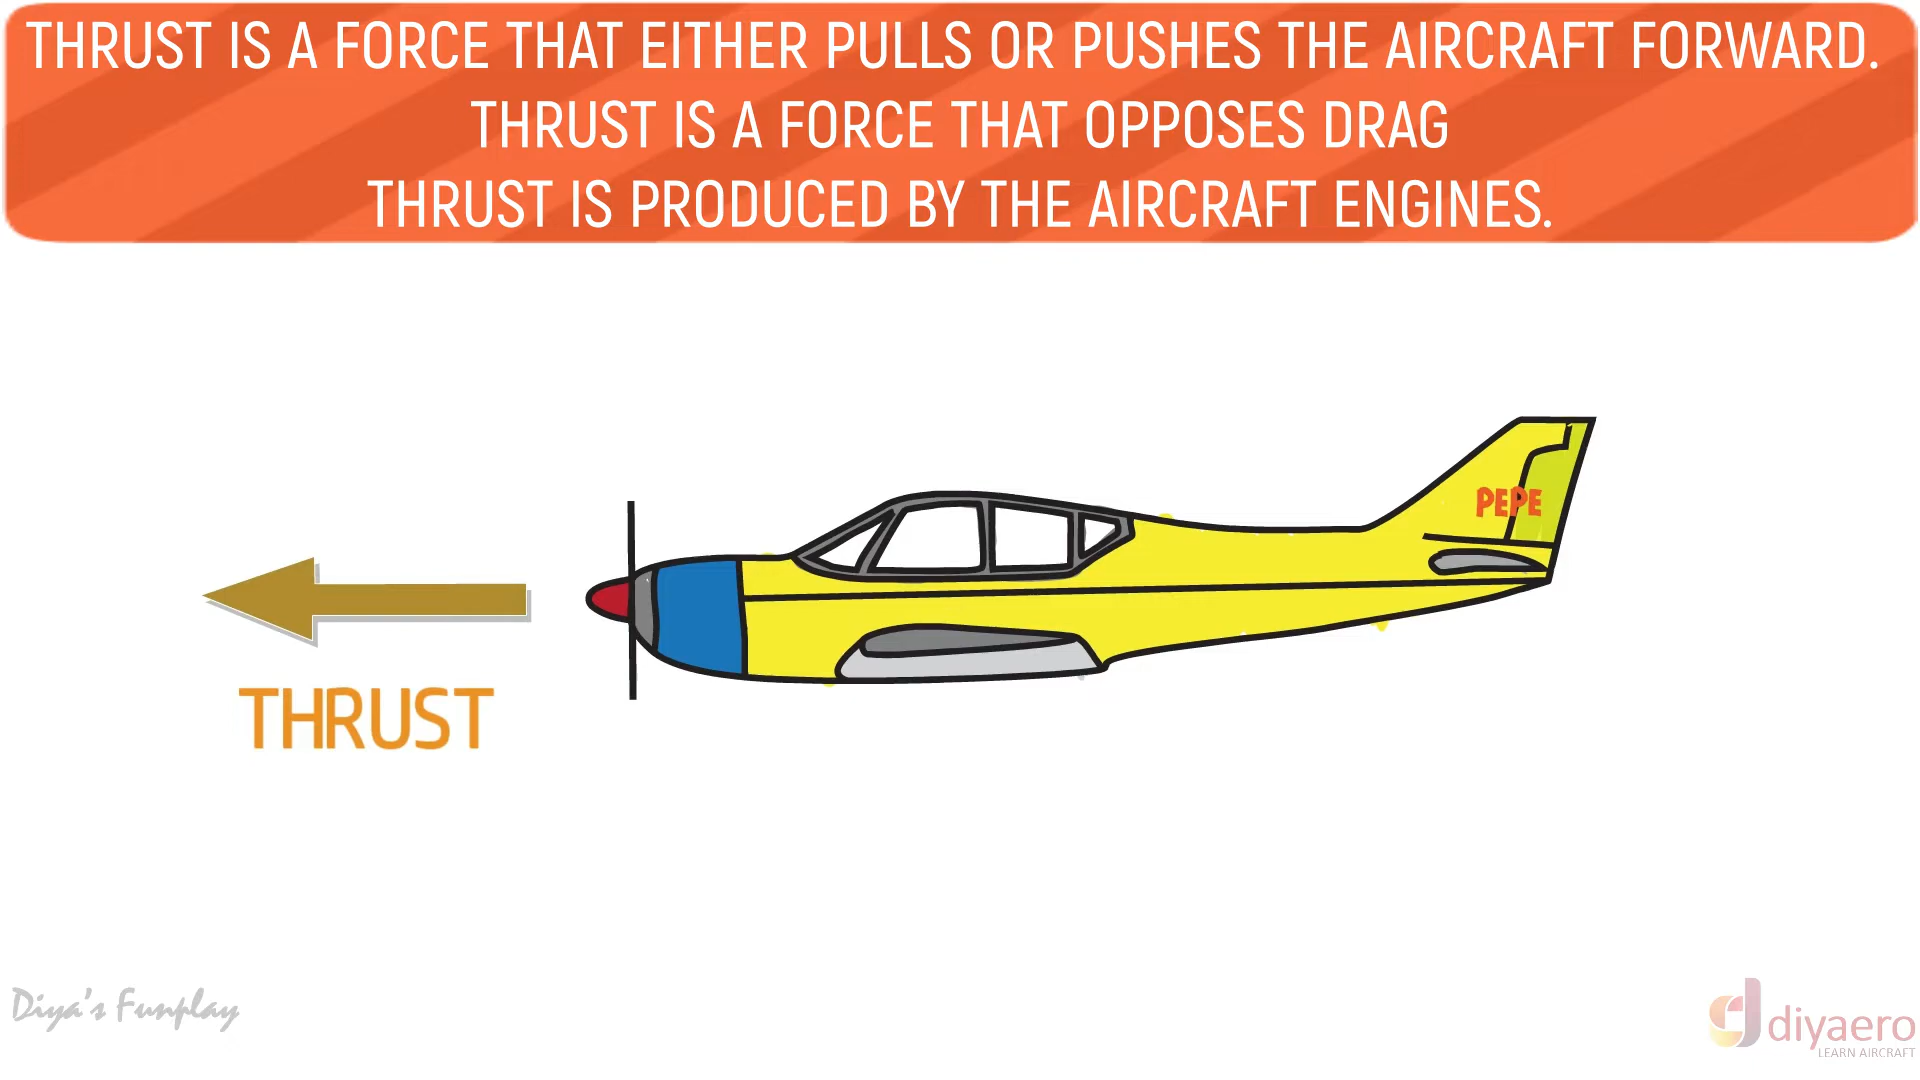 THRUST IS A FORCE THAT EITHER PULLS OR PUSHES THE AIRCRAFT FORWARD.
THRUST IS A FORCE THAT OPPOSES DRAG
THRUST IS PRODUCED BY THE AIRCRAFT ENGINES.
PEPE
THRUST
Diya's Funplay
diyaero
LEARN AIRCRAFT